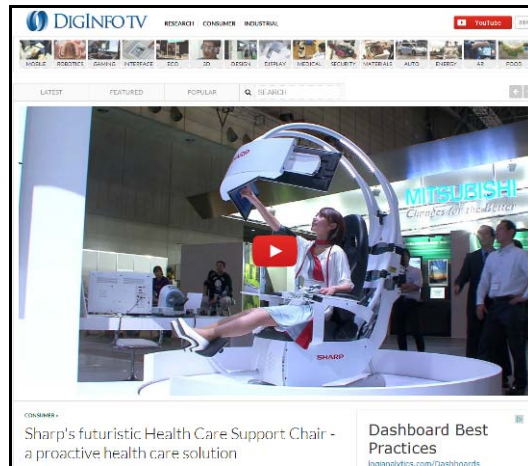 DIGINFO TV
RESEARCH CONSUMER INDUSTRIAL
YouTube
MOBILE ROBOTICS GAMING INTERFACE ECO 3D DESIGN DISPLAY MEDICAL SECURITY MATERIALS AUTO ENERGY AR FOOD
LATEST FEATURED POPULAR SEARCH
SHARP
MITSUBISHI
Changes for the Better
SHARP
CONSUMER »
Sharp's futuristic Health Care Support Chair -
a proactive health care solution
Dashboard Best
Practices
logianalytics.com/Dashboards